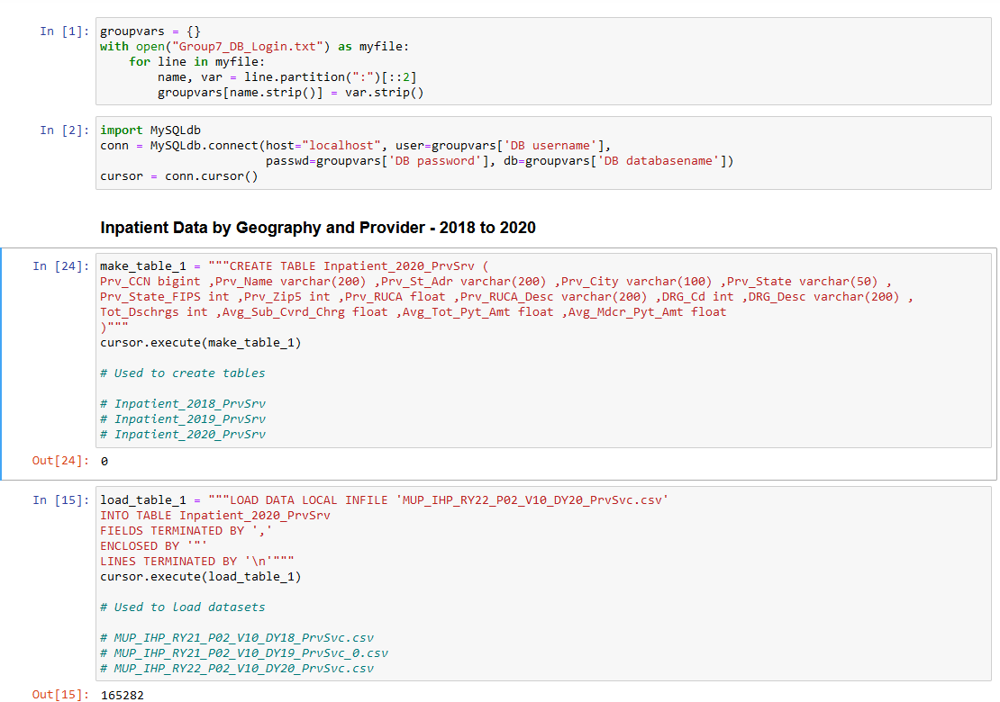 In [1]: groupvars = {}
with open("Group7_DB_Login.txt") as myfile:
    for line in myfile:
        name, var = line.partition(":")[::2]
        groupvars[name.strip()] = var.strip()
In [2]: import MySQLdb
conn = MySQLdb.connect(host="localhost", user=groupvars['DB username'],
                       passwd=groupvars['DB password'], db=groupvars['DB databasename'])
cursor = conn.cursor()
Inpatient Data by Geography and Provider - 2018 to 2020
In [24]: make_table_1 = """CREATE TABLE Inpatient_2020_PrvSrv (
Prv_CCN bigint ,Prv_Name varchar(200) ,Prv_St_Adr varchar(200) ,Prv_City varchar(100) ,Prv_State varchar(50) ,
Prv_State_FIPS int ,Prv_Zip5 int ,Prv_RUCA float ,Prv_RUCA_Desc varchar(200) ,DRG_Cd int ,DRG_Desc varchar(200) ,
Tot_Dschrgs int ,Avg_Sub_Cvrd_Chrg float ,Avg_Tot_Pyt_Amt float ,Avg_Mdcr_Pyt_Amt float
)"""
cursor.execute(make_table_1)
# Used to create tables
# Inpatient_2018_PrvSrv
# Inpatient_2019_PrvSrv
# Inpatient_2020_PrvSrv
Out[24]: 0
In [15]: load_table_1 = """LOAD DATA LOCAL INFILE 'MUP_IHP_RY22_P02_V10_DY20_PrvSvc.csv'
INTO TABLE Inpatient_2020_PrvSrv
FIELDS TERMINATED BY ','
ENCLOSED BY '"'
LINES TERMINATED BY '\n'"""
cursor.execute(load_table_1)
# Used to load datasets
# MUP_IHP_RY21_P02_V10_DY18_PrvSvc.csv
# MUP_IHP_RY21_P02_V10_DY19_PrvSvc_0.csv
# MUP_IHP_RY22_P02_V10_DY20_PrvSvc.csv
Out[15]: 165282